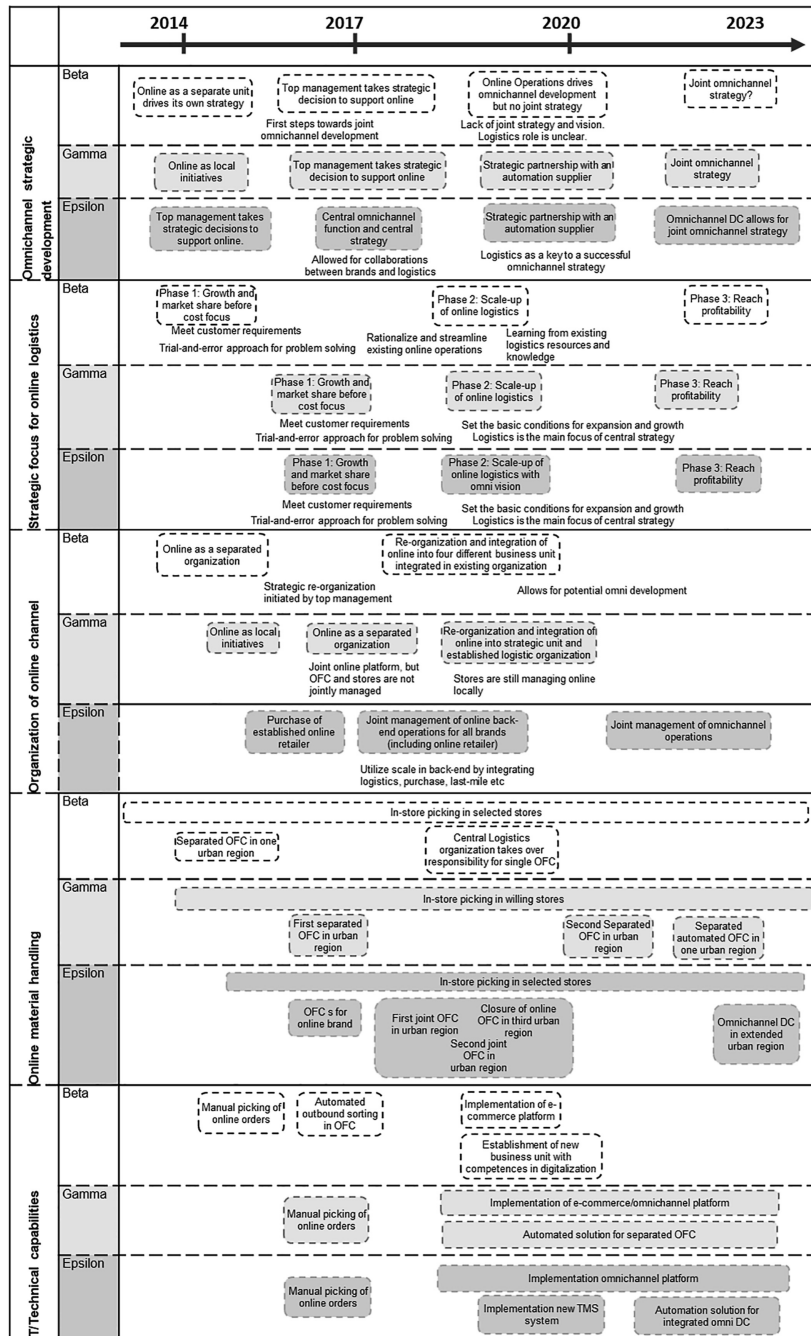 2014 2017 2020 2023
Omnichannel strategic
development
Beta
Online as a separate unit
drives its own strategy
Top management takes strategic
decision to support online
Online Operations drives
omnichannel development
but no joint strategy
Joint omnichannel
strategy?
First steps towards joint
omnichannel development
Lack of joint strategy and vision.
Logistics role is unclear.
Gamma
Online as local
initiatives
Top management takes strategic
decision to support online
Strategic partnership with an
automation supplier
Joint omnichannel
strategy
Epsilon
Top management takes
strategic decisions to
support online.
Central omnichannel
function and central
strategy
Strategic partnership with an
automation supplier
Omnichannel DC allows for
joint omnichannel strategy
Allowed for collaborations
between brands and logistics
Logistics as a key to a successful
omnichannel strategy
Strategic focus for online logistics
Beta
Phase 1: Growth and
market share before
cost focus
Phase 2: Scale-up
of online logistics
Phase 3: Reach
profitability
Meet customer requirements
Trial-and-error approach for problem solving
Rationalize and streamline
existing online operations
Learning from existing
logistics resources and
knowledge
Gamma
Phase 1: Growth and
market share before
cost focus
Phase 2: Scale-up
of online logistics
Phase 3: Reach
profitability
Meet customer requirements
Trial-and-error approach for problem solving
Set the basic conditions for expansion and growth
Logistics is the main focus of central strategy
Epsilon
Phase 1: Growth
and market share
before cost focus
Phase 2: Scale-up of
online logistics with
omni vision
Phase 3: Reach
profitability
Meet customer requirements
Trial-and-error approach for problem solving
Set the basic conditions for expansion and growth
Logistics is the main focus of central strategy
Organization of online channel
Beta
Online as a separated
organization
Re-organization and integration of
online into four different business unit
integrated in existing organization
Strategic re-organization
initiated by top management
Allows for potential omni development
Gamma
Online as local
initiatives
Online as a separated
organization
Re-organization and integration of
online into strategic unit and
established logistic organization
Joint online platform, but
OFC and stores are not
jointly managed
Stores are still managing online
locally
Epsilon
Purchase of
established online
retailer
Joint management of online back-
end operations for all brands
(including online retailer)
Joint management of omnichannel
operations
Utilize scale in back-end by integrating
logistics, purchase, last-mile etc
Online material handling
Beta
In-store picking in selected stores
Separated OFC in one
urban region
Central Logistics
organization takes over
responsibility for single OFC
Gamma
In-store picking in willing stores
First separated
OFC in urban
region
Second Separated
OFC in urban
region
Separated
automated OFC in
one urban region
Epsilon
In-store picking in selected stores
OFC s for
online brand
First joint OFC
in urban region
Closure of online
OFC in third urban
region
Second joint
OFC in
urban region
Omnichannel DC
in extended
urban region
T/Technical capabilities
Beta
Manual picking of
online orders
Automated
outbound sorting
in OFC
Implementation of e-
commerce platform
Establishment of new
business unit with
competences in digitalization
Gamma
Manual picking of
online orders
Implementation of e-commerce/omnichannel platform
Automated solution for separated OFC
Epsilon
Manual picking of
online orders
Implementation omnichannel platform
Implementation new TMS
system
Automation solution for
integrated omni DC